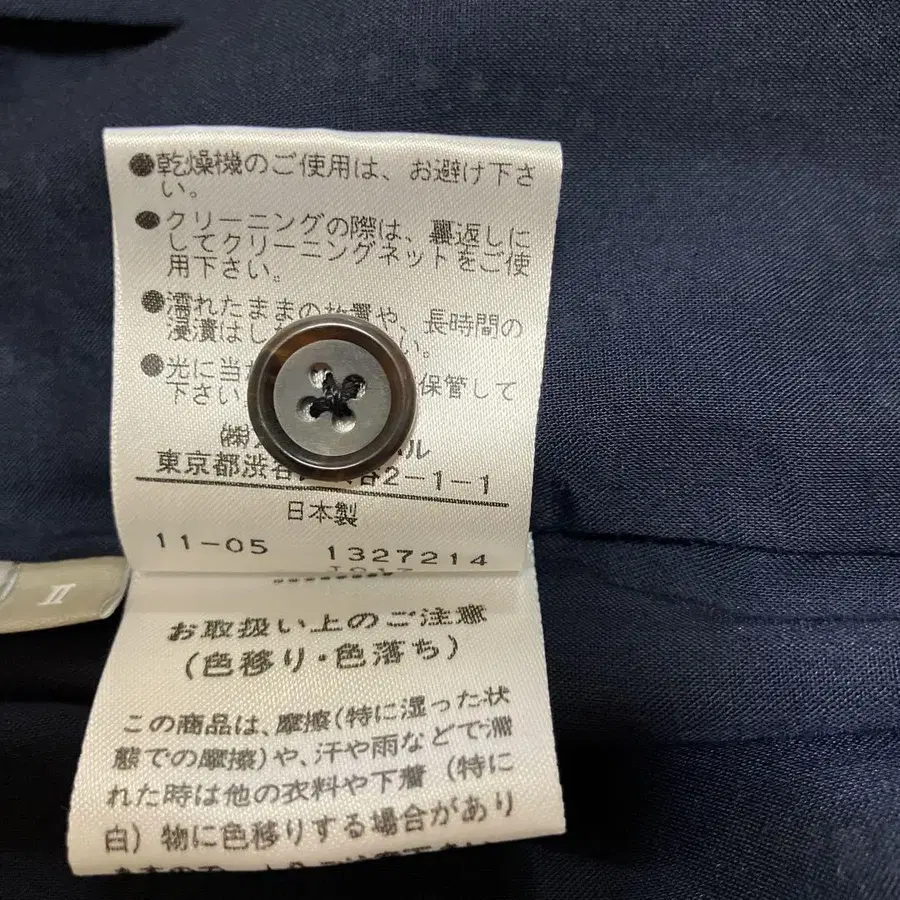 ●乾燥機のご使用は、お避け下さ
い。
●クリーニングの際は、裏返しに
してクリーニングネットをご使
用下さい。
●濡れたままの放置や、長時間の
浸漬はし い。
●光に当 保管して
下さい
㈱ ル
東京都渋谷 2-1-1
日本製
11-05 1327214
II
お取扱い上のご注意
(色移り・色落ち)
この商品は、摩擦(特に湿った状
態での摩擦)や、汗や雨などで濡
れた時は他の衣料や下着 (特に
白) 物に色移りする場合があり
ますので、